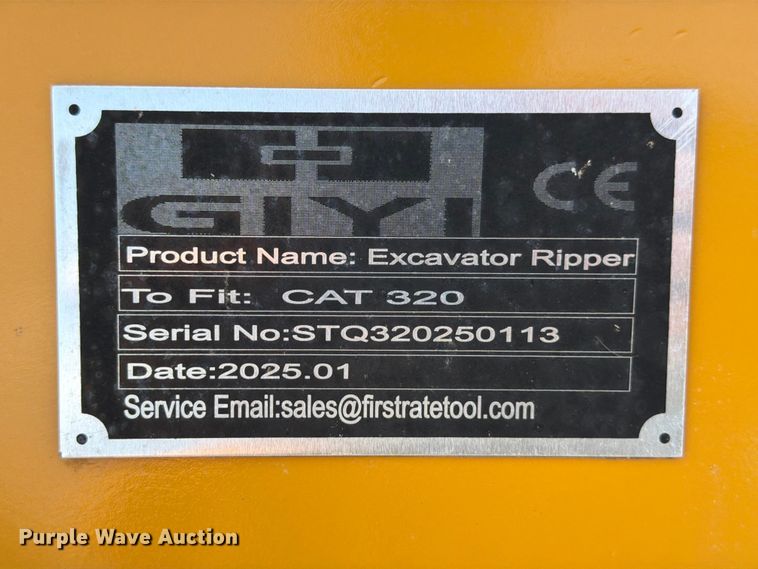 GIYI
CE
Product Name: Excavator Ripper
To Fit: CAT 320
Serial No:STQ320250113
Date:2025.01
Service Email:sales@firstratetool.com
Purple Wave Auction